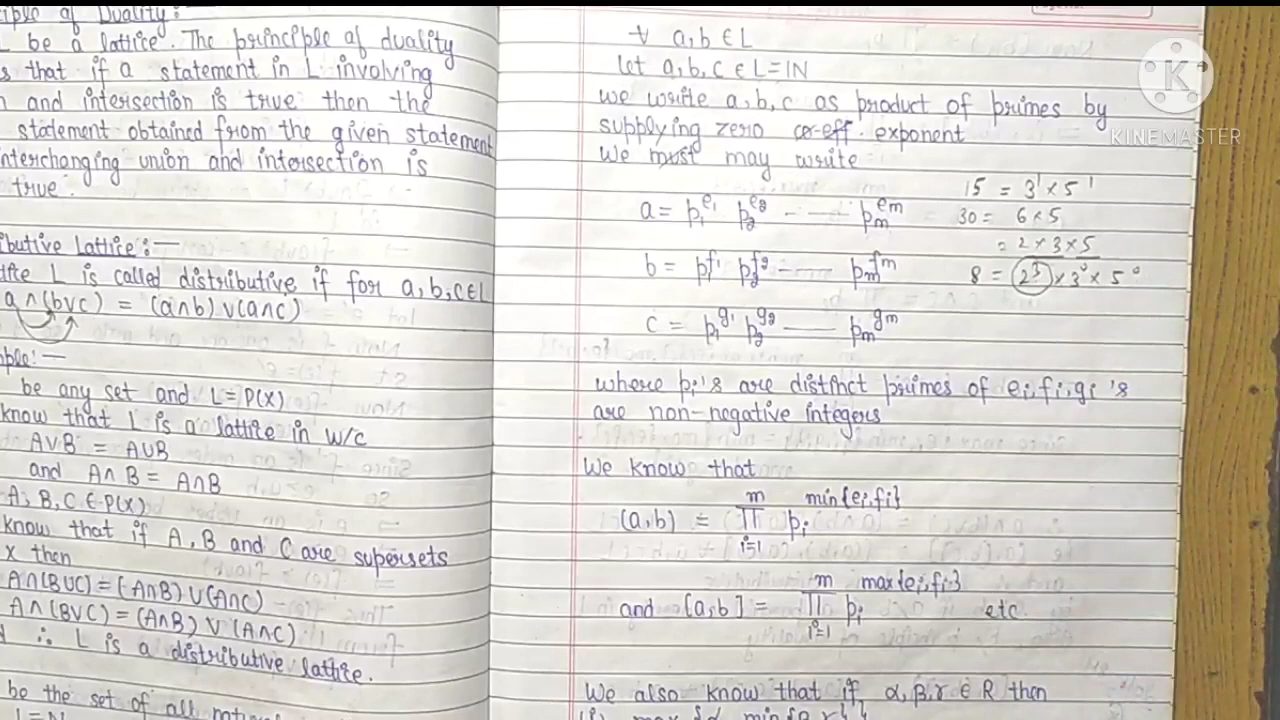 ciple of Duality:-
L be a lattice. The principle of duality
s that if a statement in L involving
n and intersection is true then the
statement obtained from the given statement
interchanging union and intersection is
true.
ibutive Lattice:-
L is called distributive if for a,b,c∈L
a∧(b∨c) = (a∧b)∨(a∧c)
mple:-
be any set and L=P(X)
know that L is a lattice in w/c
A∨B = A∪B
and A∧B = A∩B
A, B, C ∈ P(X)
know that if A, B and C are supersets
X then
A∩(B∪C) = (A∩B)∪(A∩C)
A∧(B∨C) = (A∧B) ∨ (A∧C)
∴ L is a distributive lattice.
be the set of all
L=N
∀ a,b ∈ L
Let a,b,c ∈ L=IN
we write a,b,c as product of primes by
supplying zero co-eff. exponent
We must may write
a = p₁^e₁ p₂^e₂ ------ pₘ^eₘ
b = p₁^f₁ p₂^f₂ ------ pₘ^fₘ
c = p₁^g₁ p₂^g₂ ------ pₘ^gₘ
15 = 3¹×5¹
30 = 6×5
= 2×3×5
8 = 2³×3⁰×5⁰
where pᵢ's are distinct primes of eᵢ,fᵢ,gᵢ's
are non-negative integers
We know that
(a,b) = ∏ᵢ₌₁ᵐ pᵢ^min{eᵢ,fᵢ}
and [a,b] = ∏ᵢ₌₁ᵐ pᵢ^max{eᵢ,fᵢ} etc.
We also know that if α,β,γ ∈ R then
K
KINEMASTER